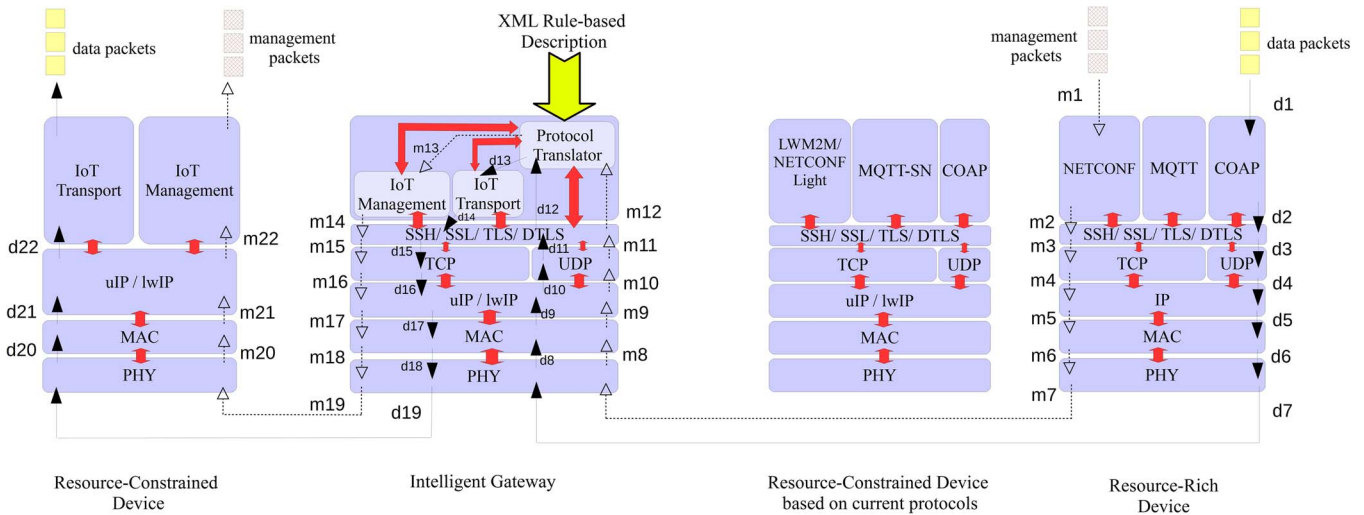 XML Rule-based
Description
data packets
management
packets
management
packets
data packets
m1
d1
IoT
Transport
IoT
Management
m13
d13
Protocol
Translator
IoT
Management
IoT
Transport
LWM2M/
NETCONF
Light
MQTT-SN
COAP
NETCONF
MQTT
COAP
d22
m22
m14
d14
d12
m12
SSH/ SSL/ TLS/ DTLS
SSH/ SSL/ TLS/ DTLS
m2
d2
SSH/ SSL/ TLS/ DTLS
m15
d15
d11
m11
m3
d3
TCP
UDP
TCP
UDP
TCP
UDP
uIP / lwIP
m16
d16
d10
m10
m4
d4
uIP / lwIP
uIP / lwIP
IP
d21
m21
m17
d17
d9
m9
m5
d5
MAC
MAC
MAC
MAC
d20
m20
m18
d18
d8
m8
m6
d6
PHY
PHY
PHY
PHY
m19
d19
m7
d7
Resource-Constrained
Device
Intelligent Gateway
Resource-Constrained Device
based on current protocols
Resource-Rich
Device